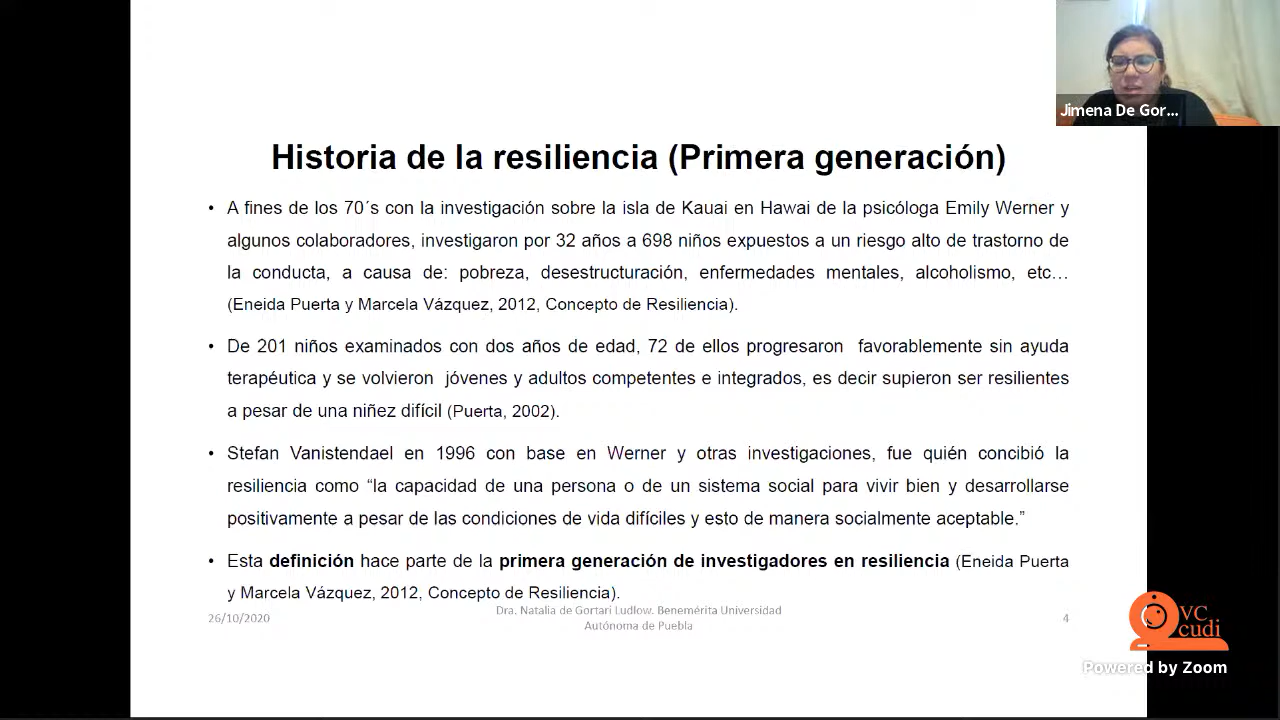 Jimena De Gor...
Historia de la resiliencia (Primera generación)
• A fines de los 70´s con la investigación sobre la isla de Kauai en Hawai de la psicóloga Emily Werner y
algunos colaboradores, investigaron por 32 años a 698 niños expuestos a un riesgo alto de trastorno de
la conducta, a causa de: pobreza, desestructuración, enfermedades mentales, alcoholismo, etc…
(Eneida Puerta y Marcela Vázquez, 2012, Concepto de Resiliencia).
• De 201 niños examinados con dos años de edad, 72 de ellos progresaron favorablemente sin ayuda
terapéutica y se volvieron jóvenes y adultos competentes e integrados, es decir supieron ser resilientes
a pesar de una niñez difícil (Puerta, 2002).
• Stefan Vanistendael en 1996 con base en Werner y otras investigaciones, fue quién concibió la
resiliencia como “la capacidad de una persona o de un sistema social para vivir bien y desarrollarse
positivamente a pesar de las condiciones de vida difíciles y esto de manera socialmente aceptable.”
• Esta definición hace parte de la primera generación de investigadores en resiliencia (Eneida Puerta
y Marcela Vázquez, 2012, Concepto de Resiliencia).
26/10/2020
Dra. Natalia de Gortari Ludlow. Benemérita Universidad
Autónoma de Puebla
4
VC
cudi
Powered by Zoom